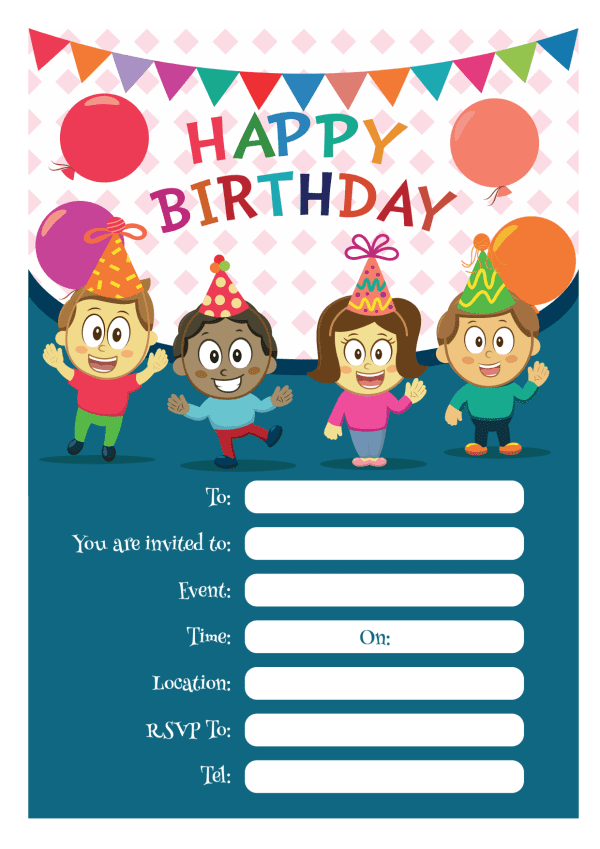 HAPPY
BIRTHDAY
To:
You are invited to:
Event:
Time: On:
Location:
RSVP To:
Tel: